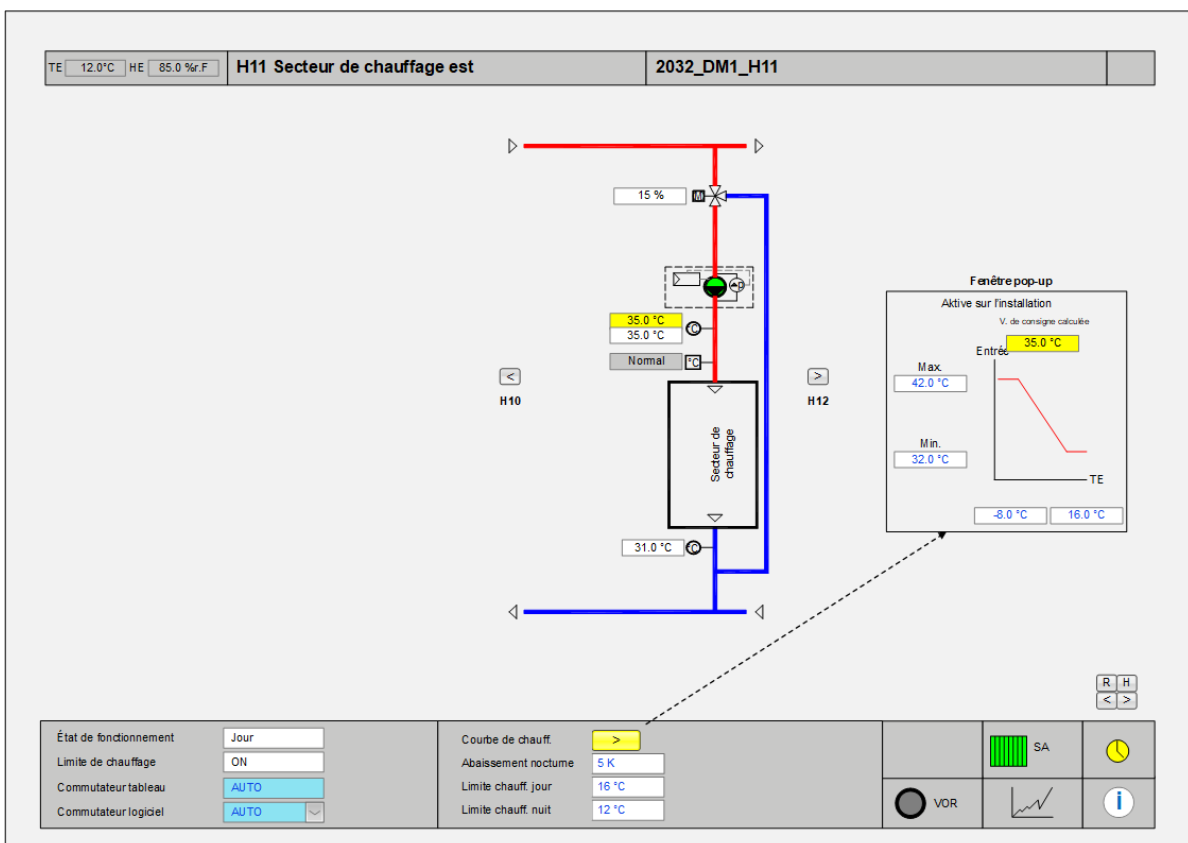 TE 12.0°C HE 85.0 %r.F H11 Secteur de chauffage est 2032_DM1_H11
15 % M
P
35.0 °C
35.0 °C °C
Normal °C
< >
H10 H12
Secteur de
chauffage
31.0 °C °C
Fenêtre pop-up
Aktive sur l'installation
V. de consigne calculée
35.0 °C
Entrée
Max.
42.0 °C
Min.
32.0 °C
TE
-8.0 °C 16.0 °C
R H
< >
État de fonctionnement Jour
Limite de chauffage ON
Commutateur tableau AUTO
Commutateur logiciel AUTO
Courbe de chauff. >
Abaissement nocturne 5 K
Limite chauff. jour 16 °C
Limite chauff. nuit 12 °C
SA
VOR i